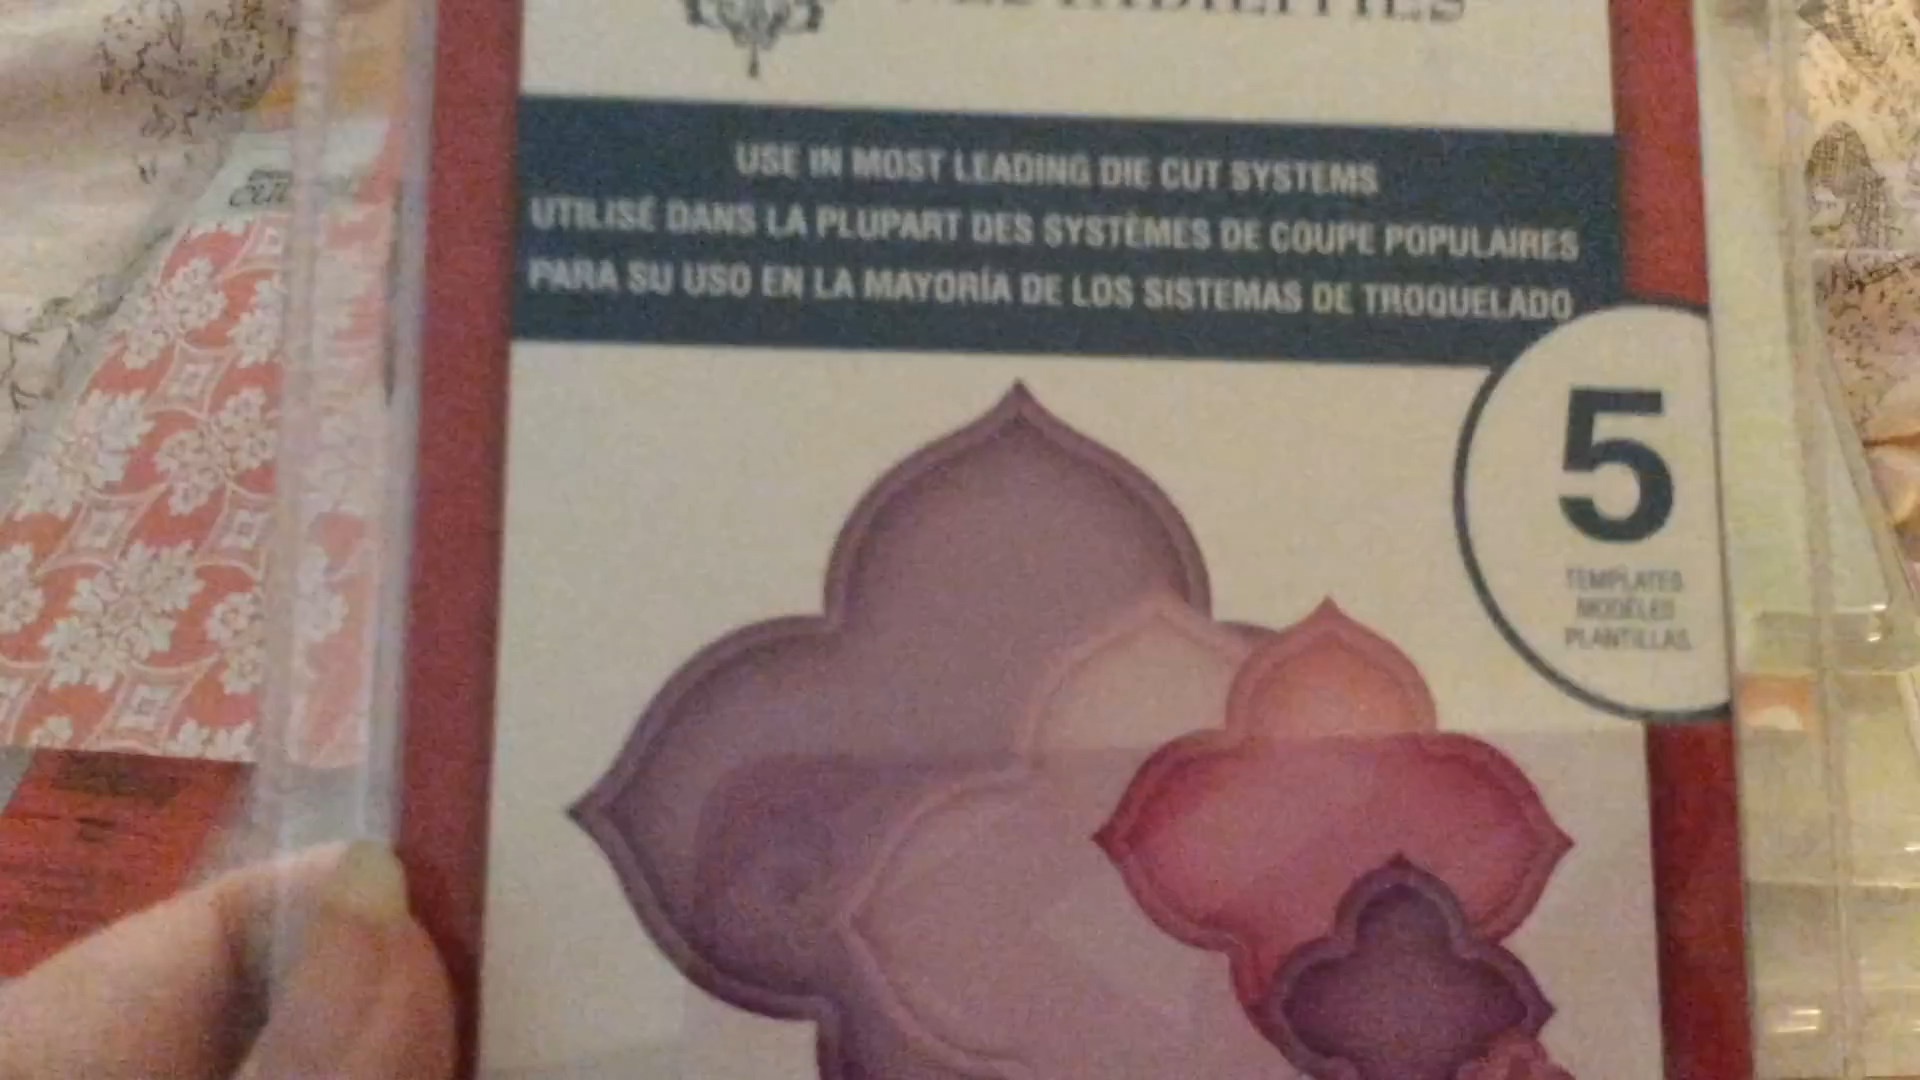 USE IN MOST LEADING DIE CUT SYSTEMS
UTILISÉ DANS LA PLUPART DES SYSTÈMES DE COUPE POPULAIRES
PARA SU USO EN LA MAYORÍA DE LOS SISTEMAS DE TROQUELADO
5
TEMPLATES
MODÈLES
PLANTILLAS